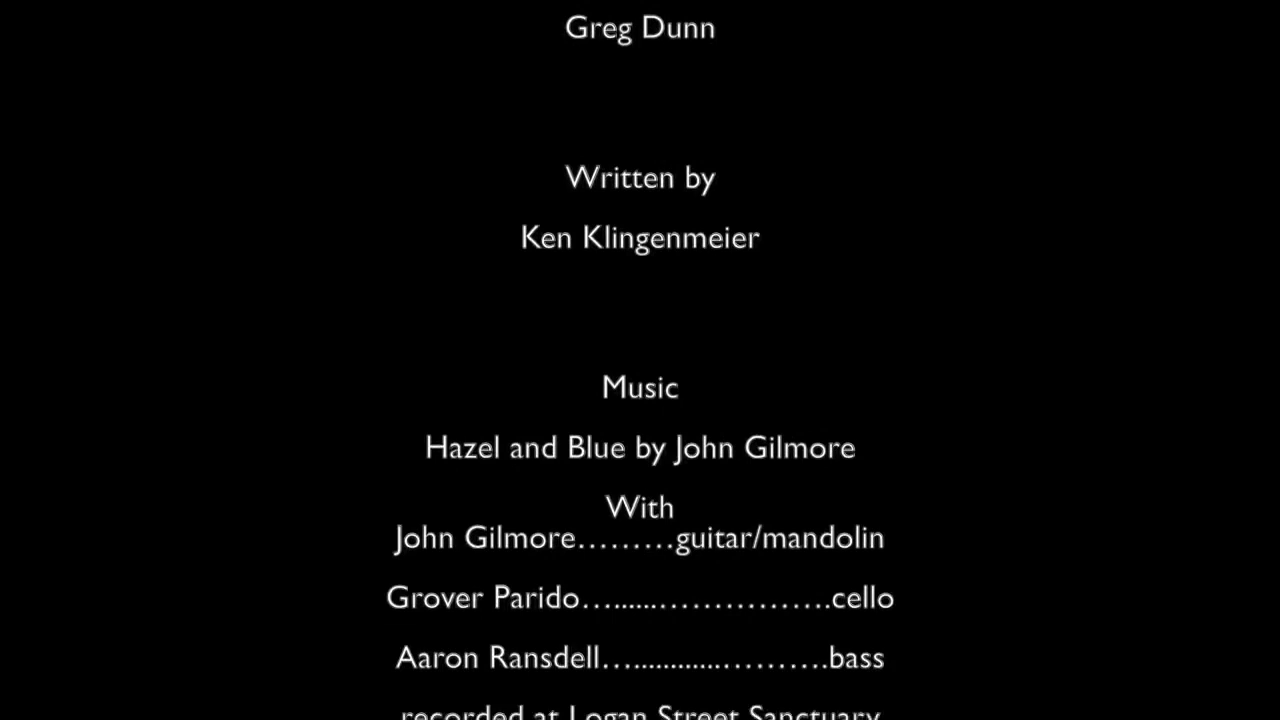 Greg Dunn
Written by
Ken Klingenmeier
Music
Hazel and Blue by John Gilmore
With
John Gilmore………guitar/mandolin
Grover Parido…......…………….cello
Aaron Ransdell…............……….bass
recorded at Logan Street Sanctuary